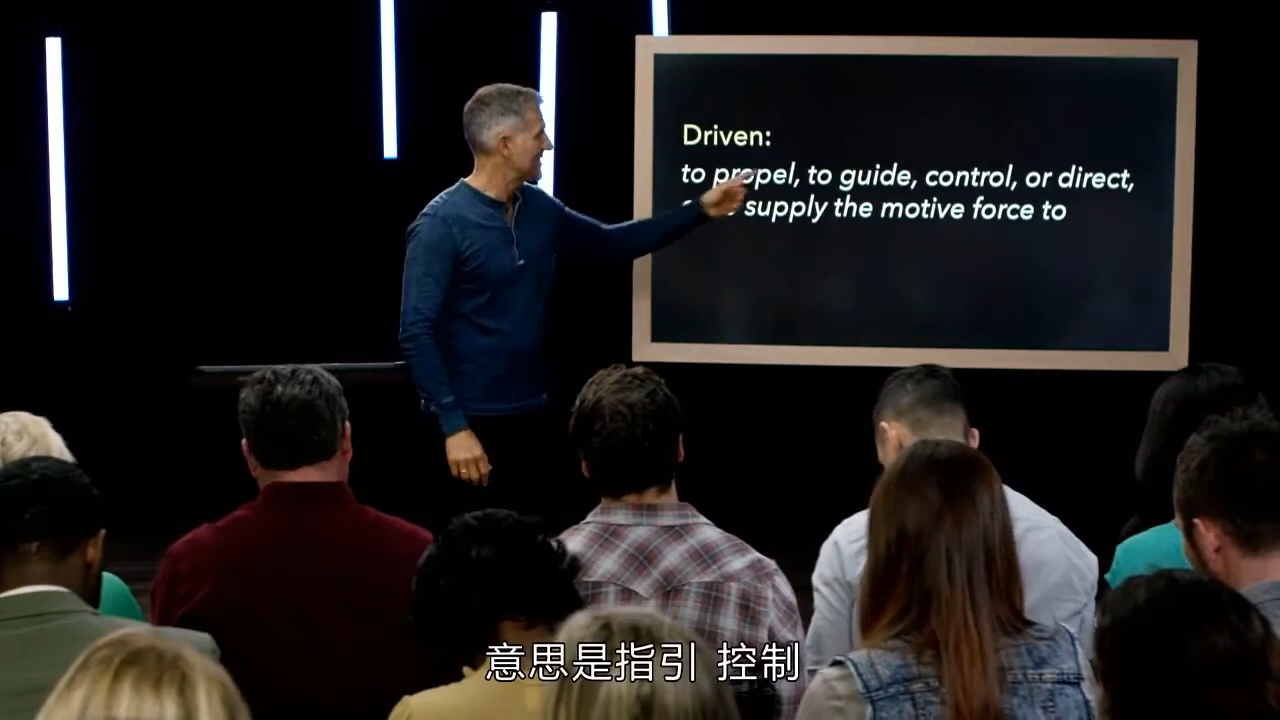 Driven:
to propel, to guide, control, or direct,
supply the motive force to
意思是指引 控制